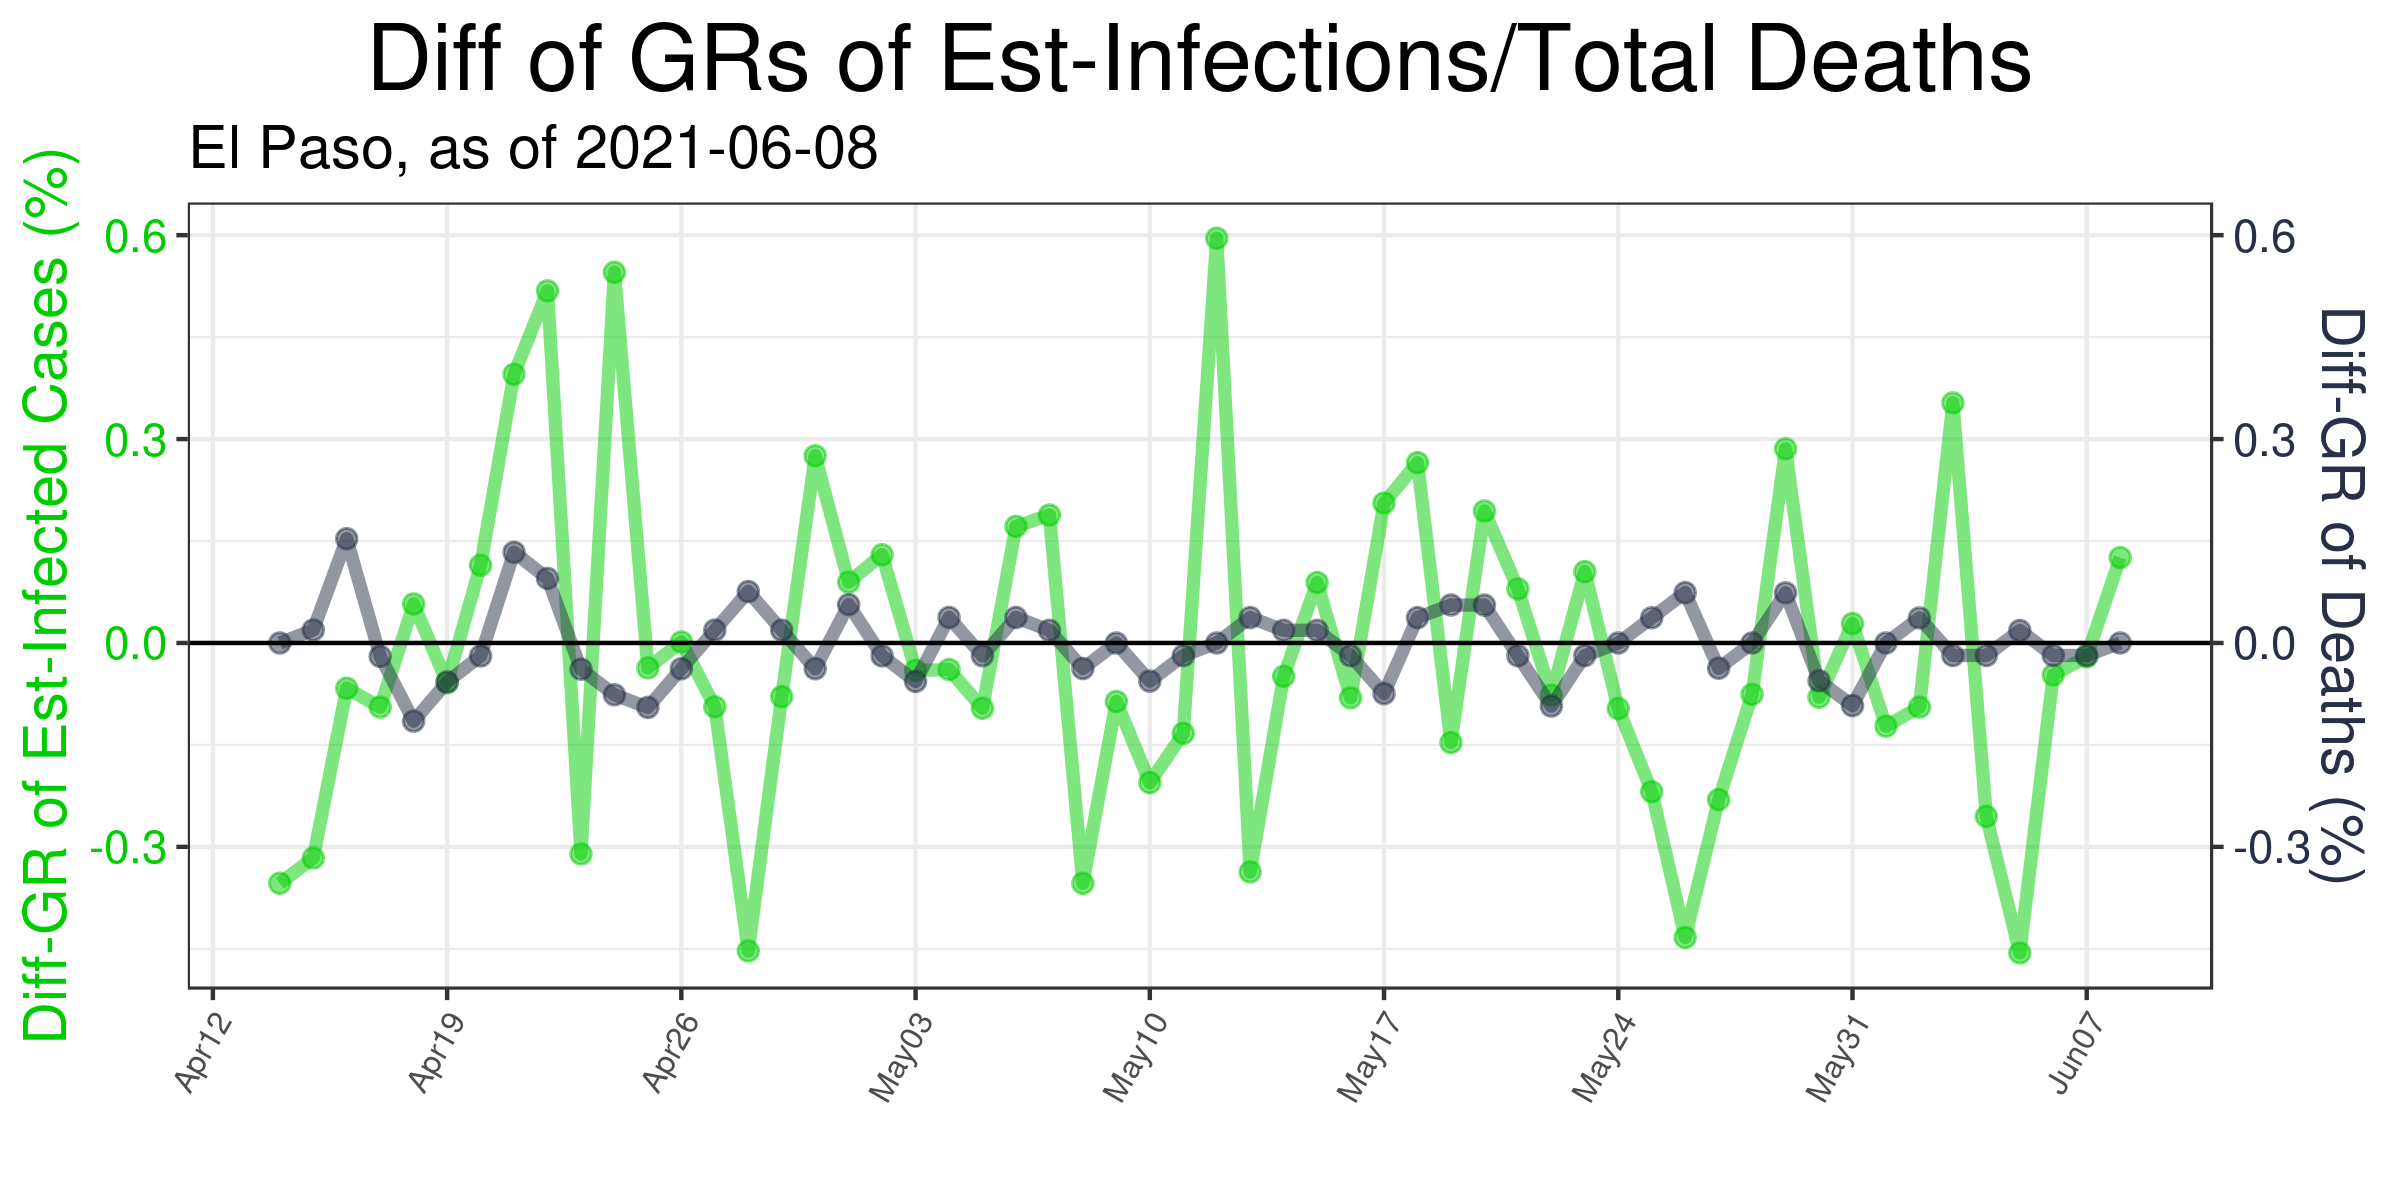 Diff of GRs of Est-Infections/Total Deaths
El Paso, as of 2021-06-08
Diff-GR of Est-Infected Cases (%)
0.6
0.3
0.0
-0.3
0.6
0.3
0.0
-0.3
Diff-GR of Deaths (%)
Apr12
Apr19
Apr26
May03
May10
May17
May24
May31
Jun07